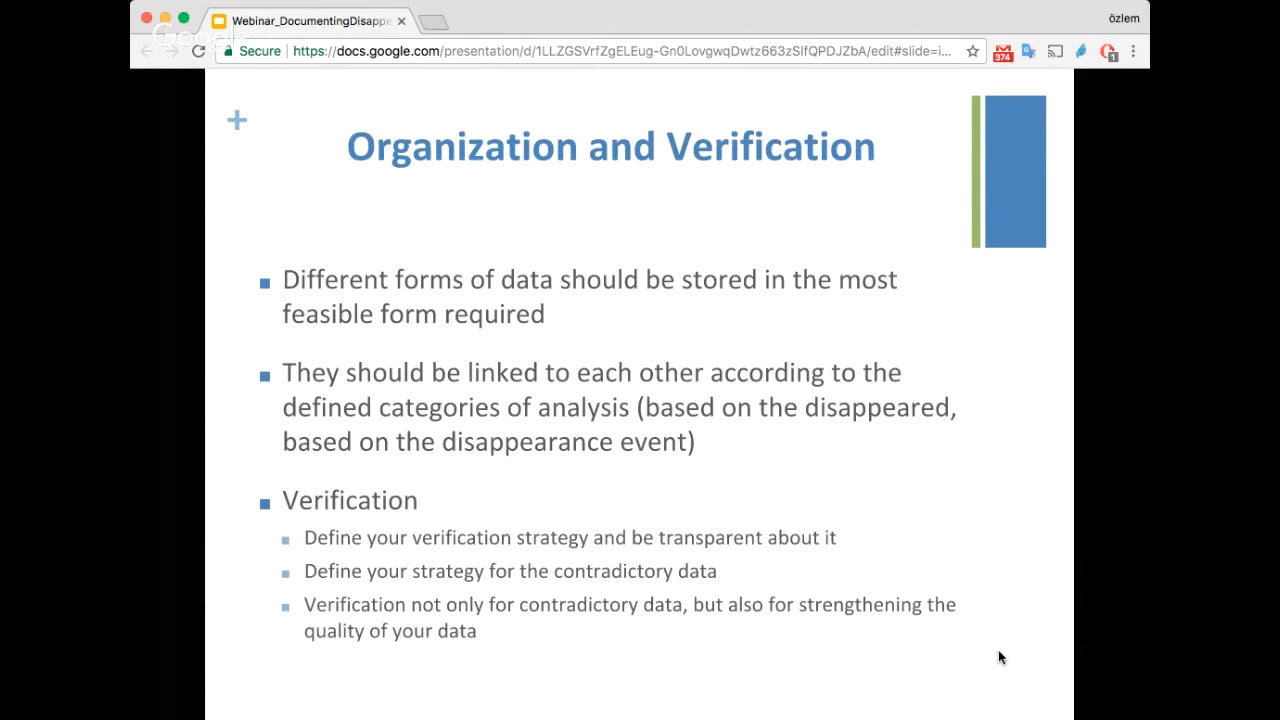 Webinar_DocumentingDisappe
özlem
Google
Secure
https://docs.google.com/presentation/d/1LLZGSVrfZgELEug-Gn0LovgwqDwtz663zSlfQPDJZbA/edit#slide=i...
374
1
+
Organization and Verification
Different forms of data should be stored in the most
feasible form required
They should be linked to each other according to the
defined categories of analysis (based on the disappeared,
based on the disappearance event)
Verification
Define your verification strategy and be transparent about it
Define your strategy for the contradictory data
Verification not only for contradictory data, but also for strengthening the
quality of your data